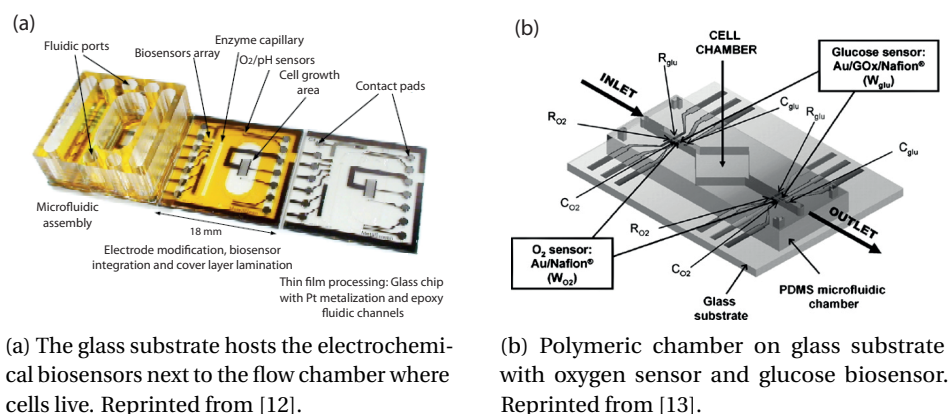 (a)
Fluidic ports
Biosensors array
Enzyme capillary
O₂/pH sensors
Cell growth
area
Contact pads
Microfluidic
assembly
18 mm
Electrode modification, biosensor
integration and cover layer lamination
Thin film processing: Glass chip
with Pt metalization and epoxy
fluidic channels
(a) The glass substrate hosts the electrochemi-
cal biosensors next to the flow chamber where
cells live. Reprinted from [12].
(b)
CELL
CHAMBER
Glucose sensor:
Au/GOx/Nafion®
(Wglu)
Rglu
INLET
Cglu
Rglu
RO2
Cglu
CO2
RO2
OUTLET
O₂ sensor:
Au/Nafion®
(WO2)
CO2
Glass
substrate
PDMS microfluidic
chamber
(b) Polymeric chamber on glass substrate
with oxygen sensor and glucose biosensor.
Reprinted from [13].